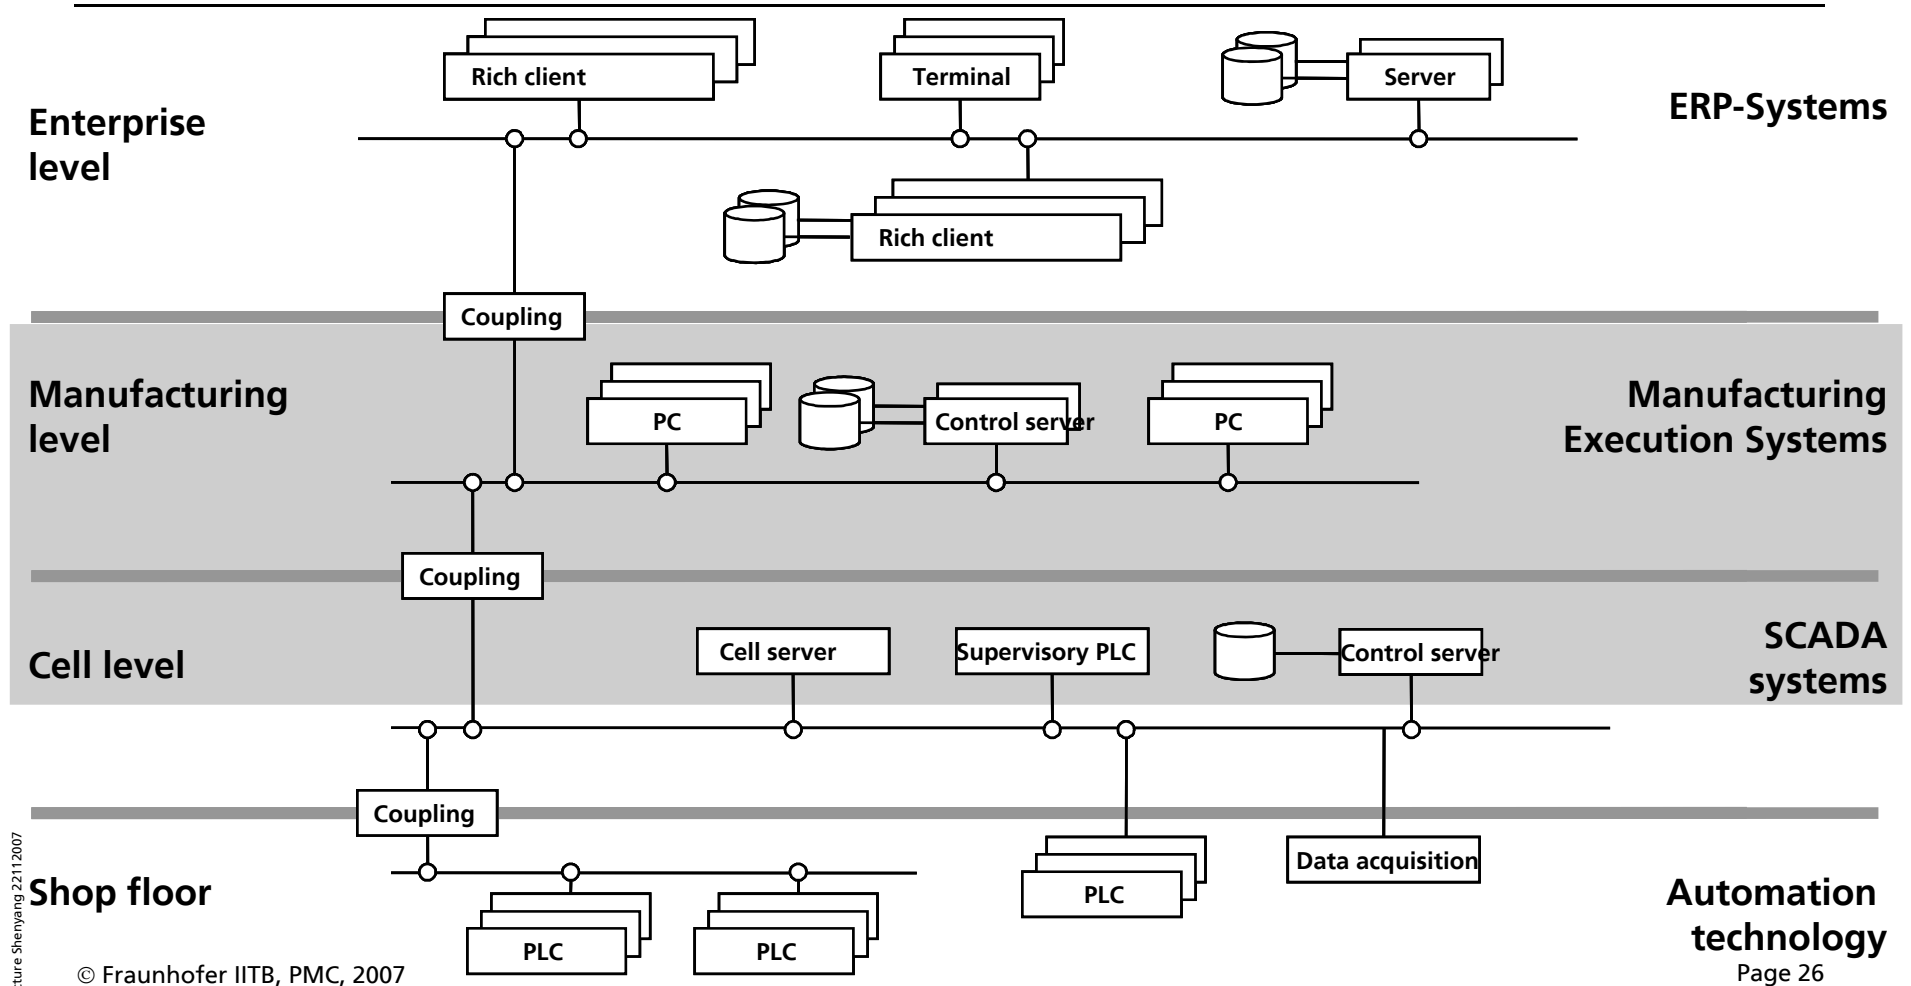 Rich client
Terminal
Server
Enterprise
level
ERP-Systems
Rich client
Coupling
Manufacturing
level
PC
Control server
PC
Manufacturing
Execution Systems
Coupling
Cell level
Cell server
Supervisory PLC
Control server
SCADA
systems
Coupling
Shop floor
PLC
PLC
PLC
Data acquisition
Automation
technology
Shenyang 22112007
© Fraunhofer IITB, PMC, 2007
Page 26